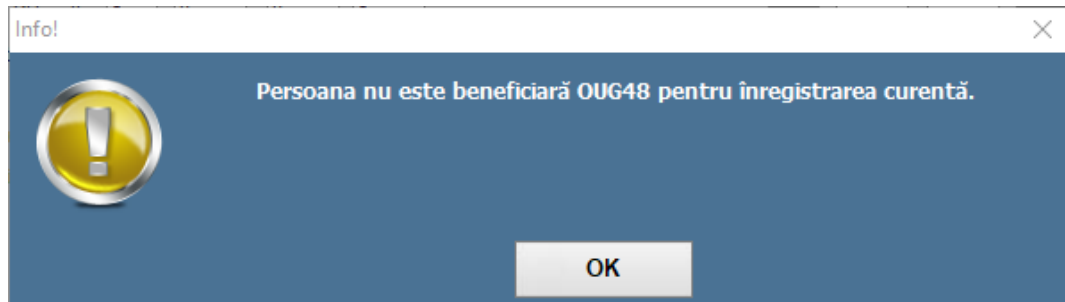 Info!
Persoana nu este beneficiară OUG48 pentru înregistrarea curentă.
OK